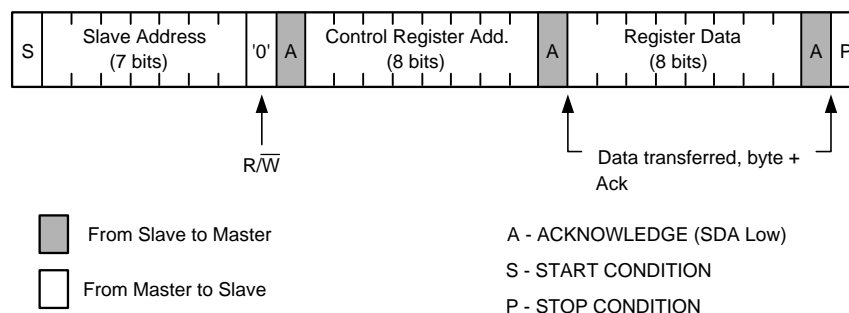 S Slave Address (7 bits) '0' A Control Register Add. (8 bits) A Register Data (8 bits) A P
R/W̅
Data transferred, byte +
Ack
From Slave to Master
A - ACKNOWLEDGE (SDA Low)
S - START CONDITION
From Master to Slave
P - STOP CONDITION